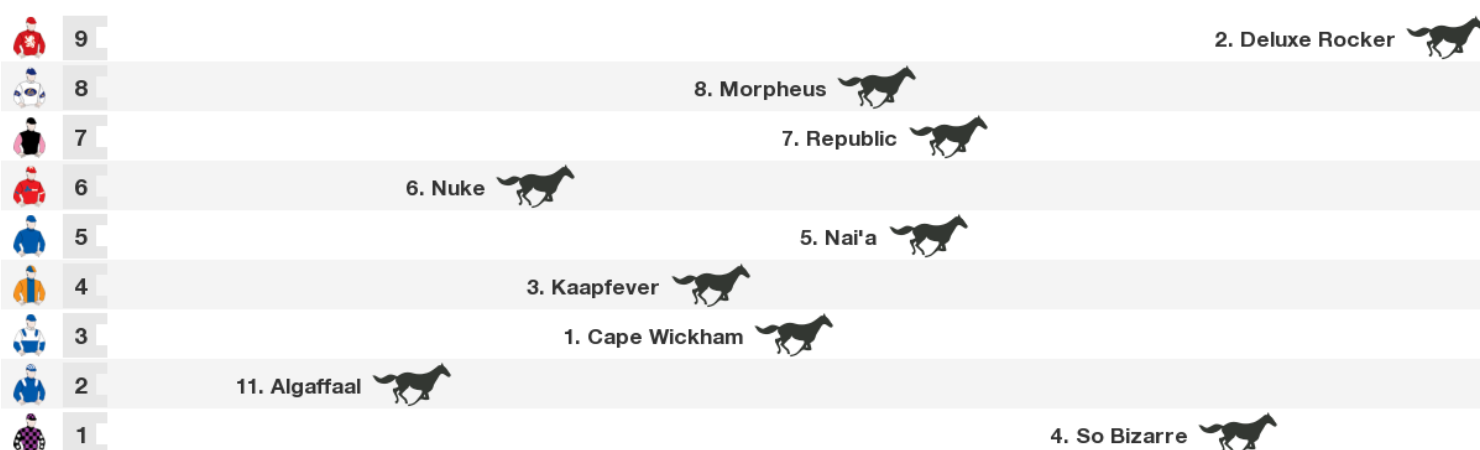 9 2. Deluxe Rocker
8 8. Morpheus
7 7. Republic
6 6. Nuke
5 5. Nai'a
4 3. Kaapfever
3 1. Cape Wickham
2 11. Algaffaal
1 4. So Bizarre